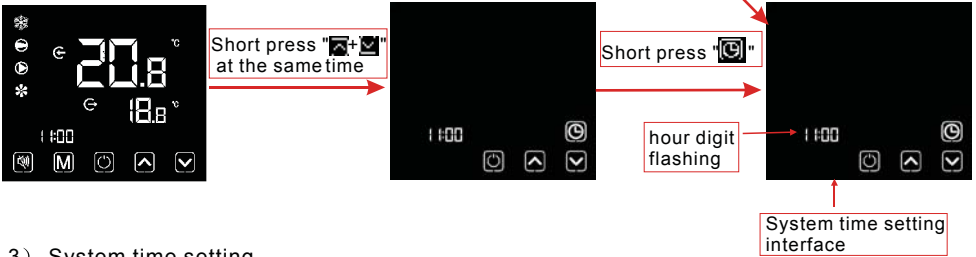 20.8 °C
18.8 °C
11:00
M
Short press "+"
at the same time
11:00
Short press " "
hour digit
flashing
11:00
System time setting
interface
3） System time setting